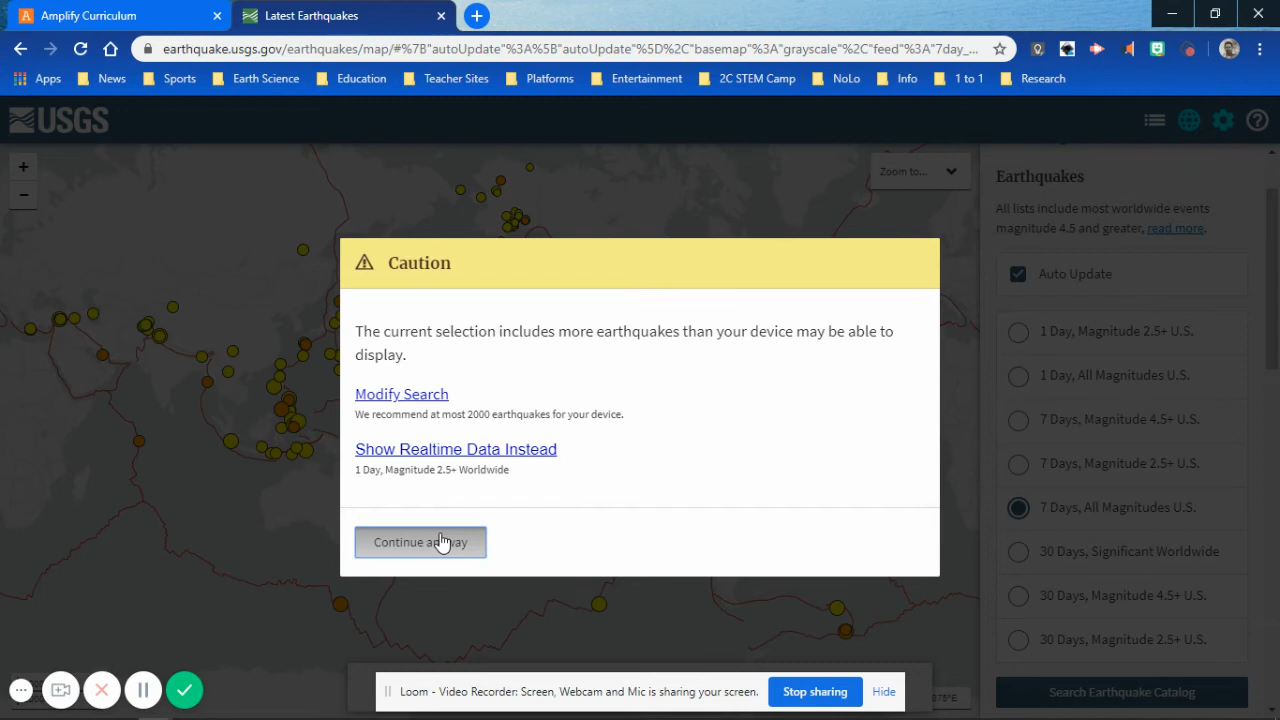 Amplify Curriculum
Latest Earthquakes
earthquake.usgs.gov/earthquakes/map/#%7B"autoUpdate"%3A%5B"autoUpdate"%5D%2C"basemap"%3A"grayscale"%2C"feed"%3A"7day_...
Apps News Sports Earth Science Education Teacher Sites Platforms Entertainment 2C STEM Camp NoLo Info 1 to 1 Research
USGS
+
−
Zoom to...
Caution
The current selection includes more earthquakes than your device may be able to
display.
Modify Search
We recommend at most 2000 earthquakes for your device.
Show Realtime Data Instead
1 Day, Magnitude 2.5+ Worldwide
Continue anyway
Earthquakes
All lists include most worldwide events
magnitude 4.5 and greater, read more.
Auto Update
1 Day, Magnitude 2.5+ U.S.
1 Day, All Magnitudes U.S.
7 Days, Magnitude 4.5+ U.S.
7 Days, Magnitude 2.5+ U.S.
7 Days, All Magnitudes U.S.
30 Days, Significant Worldwide
30 Days, Magnitude 4.5+ U.S.
30 Days, Magnitude 2.5+ U.S.
Search Earthquake Catalog
Loom - Video Recorder: Screen, Webcam and Mic is sharing your screen.
Stop sharing
Hide